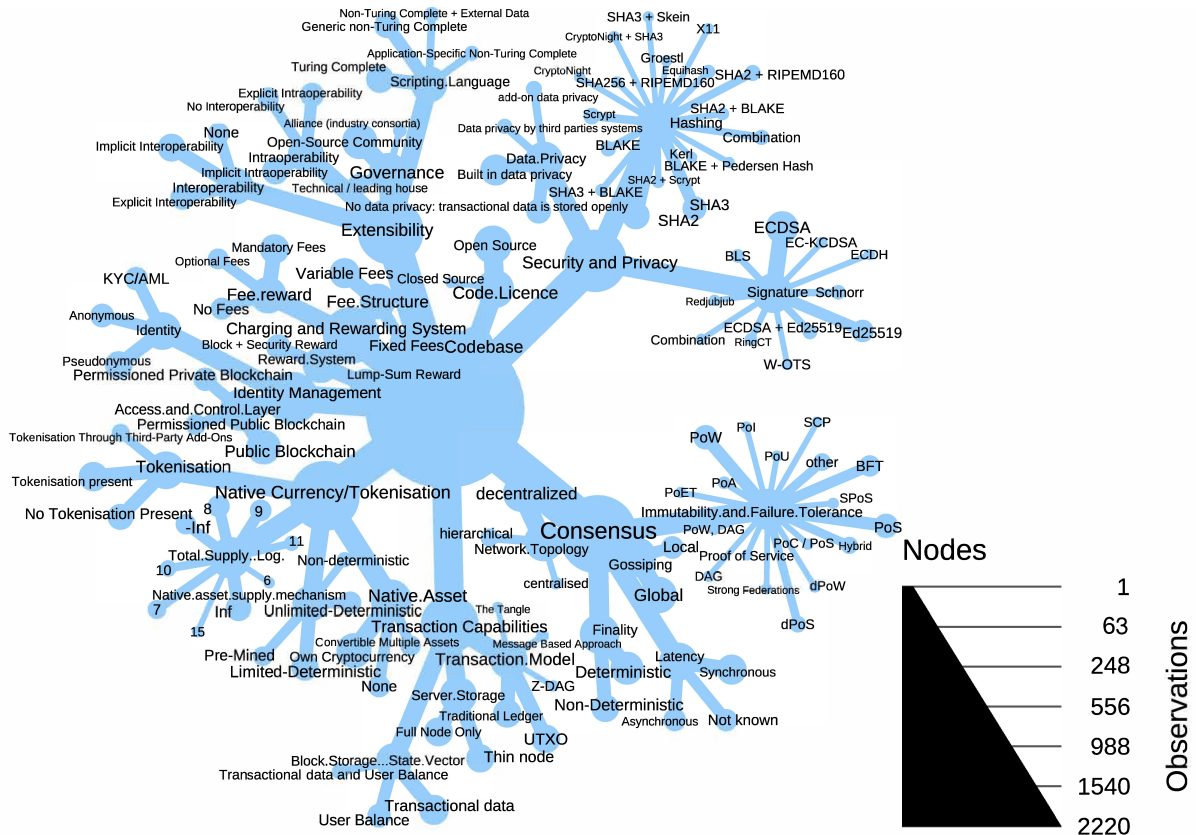 Non-Turing Complete + External Data
Generic non-Turing Complete
Application-Specific Non-Turing Complete
Turing Complete
Scripting.Language
Explicit Intraoperability
No Interoperability
Alliance (industry consortia)
None
Open-Source Community
Implicit Interoperability
Intraoperability
Implicit Intraoperability
Governance
Interoperability
Technical / leading house
Explicit Interoperability
No data privacy: transactional data is stored openly
Extensibility
SHA3 + Skein
X11
CryptoNight + SHA3
Groestl
CryptoNight
Equihash
SHA2 + RIPEMD160
SHA256 + RIPEMD160
add-on data privacy
SHA2 + BLAKE
Scrypt
Hashing
Data privacy by third parties systems
Combination
BLAKE
Kerl
Data.Privacy
BLAKE + Pedersen Hash
Built in data privacy
SHA2 + Scrypt
SHA3 + BLAKE
SHA3
SHA2
ECDSA
EC-KCDSA
BLS
ECDH
Security and Privacy
Signature
Schnorr
Redjubjub
ECDSA + Ed25519
Ed25519
Combination
RingCT
W-OTS
Mandatory Fees
Open Source
Optional Fees
Variable Fees
Closed Source
KYC/AML
Fee.reward
Fee.Structure
Code.Licence
No Fees
Anonymous
Identity
Charging and Rewarding System
Block + Security Reward
Fixed Fees
Codebase
Pseudonymous
Reward.System
Permissioned Private Blockchain
Lump-Sum Reward
Identity Management
Access.and.Control.Layer
Permissioned Public Blockchain
Tokenisation Through Third-Party Add-Ons
Public Blockchain
Tokenisation
Tokenisation present
Native Currency/Tokenisation
No Tokenisation Present
8
9
-Inf
11
Total.Supply..Log.
Non-deterministic
10
6
Native.asset.supply.mechanism
Native.Asset
7
Inf
Unlimited-Deterministic
15
Pre-Mined
Own Cryptocurrency
Limited-Deterministic
Convertible Multiple Assets
None
decentralized
hierarchical
Consensus
Network.Topology
centralised
Gossiping
Local
Global
PoW
PoI
SCP
PoU
other
BFT
PoA
PoET
SPoS
Immutability.and.Failure.Tolerance
PoW, DAG
PoS
PoC / PoS
Hybrid
Proof of Service
DAG
Strong Federations
dPoW
dPoS
The Tangle
Transaction Capabilities
Message Based Approach
Transaction.Model
Z-DAG
Server.Storage
Traditional Ledger
Full Node Only
UTXO
Thin node
Block.Storage...State.Vector
Transactional data and User Balance
Transactional data
User Balance
Finality
Deterministic
Non-Deterministic
Latency
Synchronous
Asynchronous
Not known
Nodes
1
63
248
556
988
1540
2220
Observations